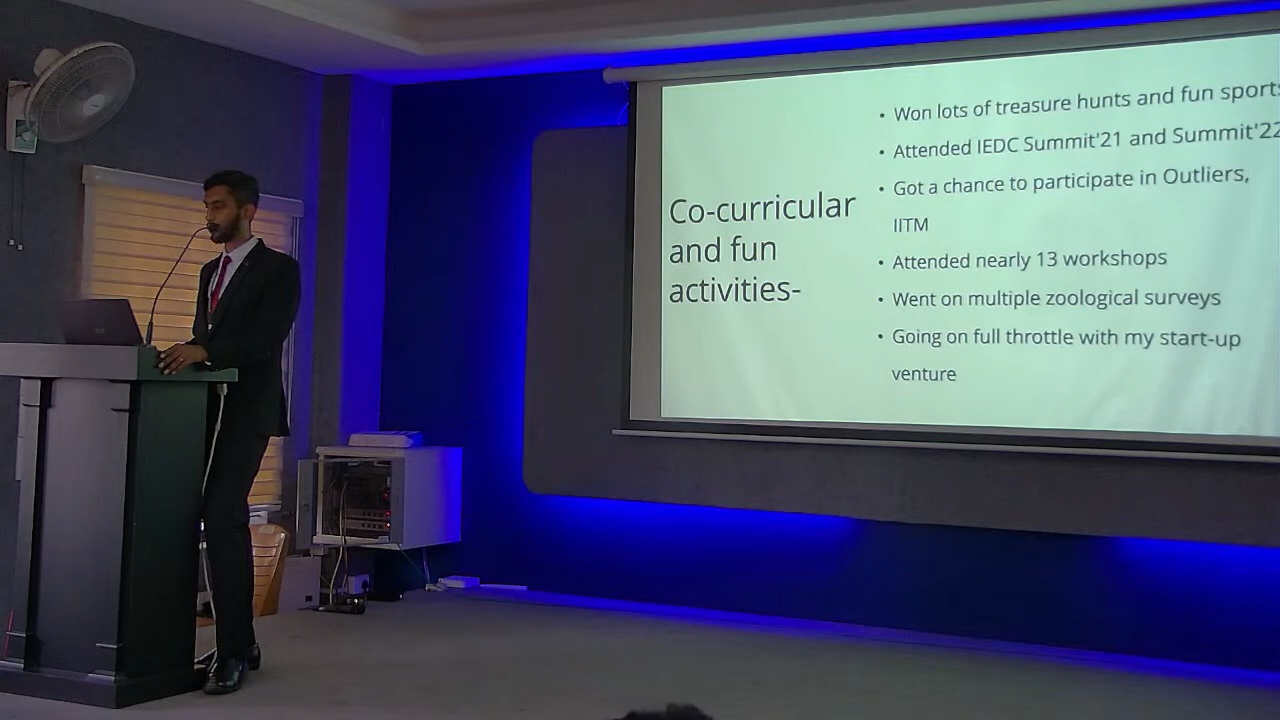 Co-curricular
and fun
activities-
• Won lots of treasure hunts and fun sports
• Attended IEDC Summit'21 and Summit'22
• Got a chance to participate in Outliers,
IITM
• Attended nearly 13 workshops
• Went on multiple zoological surveys
• Going on full throttle with my start-up
venture